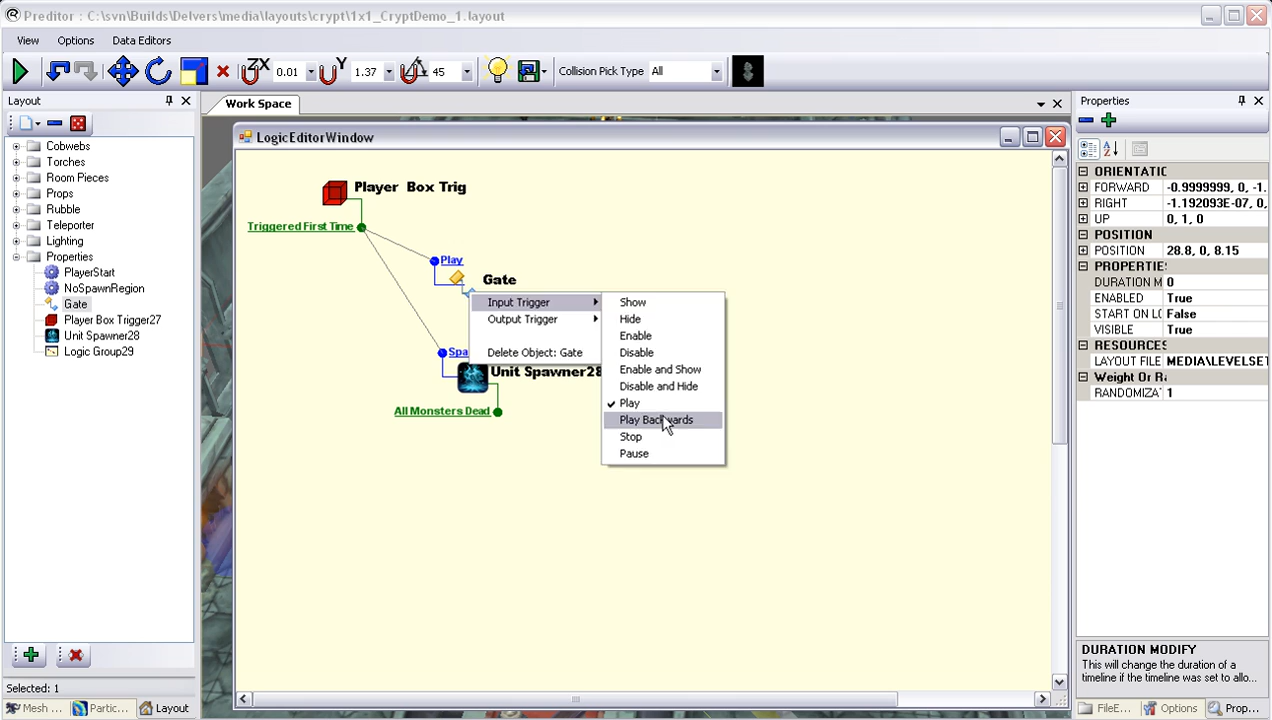 Preditor : C:\svn\Builds\Delvers\media\layouts\crypt\1x1_CryptDemo_1.layout
View Options Data Editors
ZX 0.01 Y 1.37 45 Collision Pick Type All
Layout
Cobwebs
Torches
Room Pieces
Props
Rubble
Teleporter
Lighting
Properties
PlayerStart
NoSpawnRegion
Gate
Player Box Trigger27
Unit Spawner28
Logic Group29
Selected: 1
Mesh ... Partic... Layout
Work Space
LogicEditorWindow
Player Box Trig
Triggered First Time
Play
Gate
Spa
Unit Spawner28
All Monsters Dead
Input Trigger
Output Trigger
Delete Object: Gate
Show
Hide
Enable
Disable
Enable and Show
Disable and Hide
Play
Play Backwards
Stop
Pause
Properties
ORIENTATIO
FORWARD -0.9999999, 0, -1.
RIGHT -1.192093E-07, 0,
UP 0, 1, 0
POSITION
POSITION 28.8, 0, 8.15
PROPERTIE
DURATION M 0
ENABLED True
START ON LO False
VISIBLE True
RESOURCES
LAYOUT FILE MEDIA\LEVELSET
Weight Or Ra
RANDOMIZA 1
DURATION MODIFY
This will change the duration of a
timeline if the timeline was set to allo...
FileE... Options Prop...